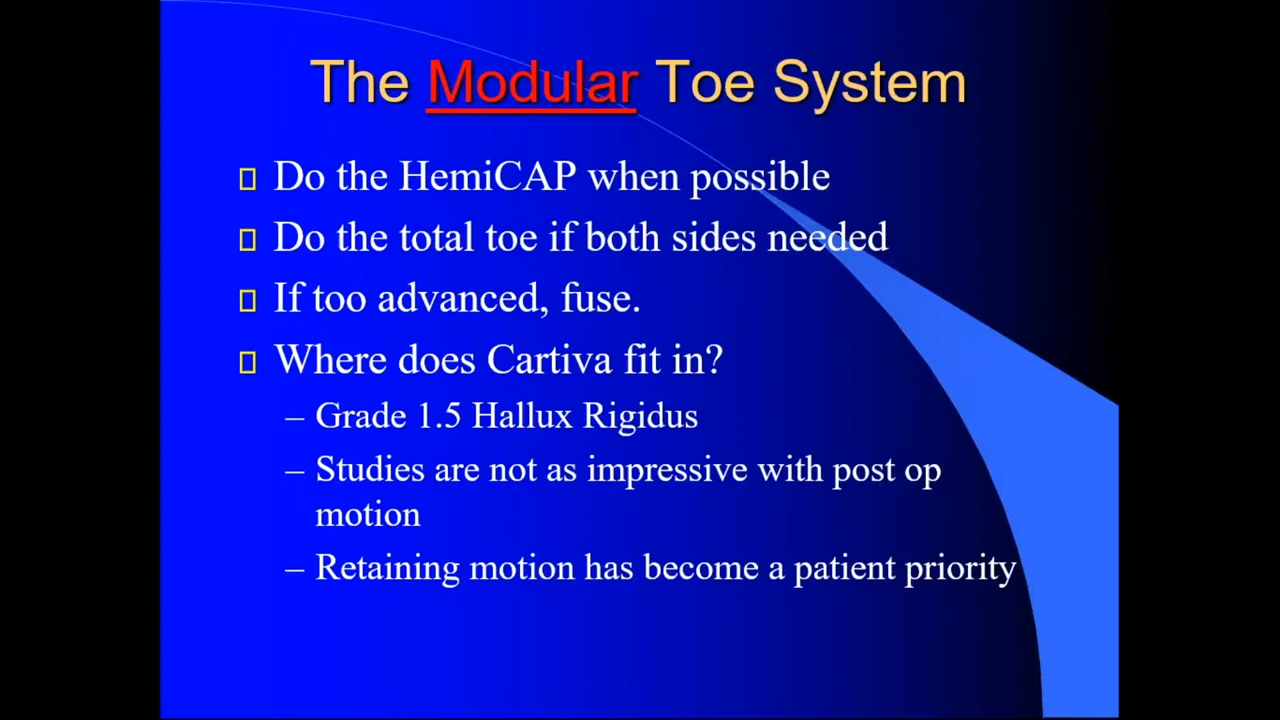 The Modular Toe System
Do the HemiCAP when possible
Do the total toe if both sides needed
If too advanced, fuse.
Where does Cartiva fit in?
– Grade 1.5 Hallux Rigidus
– Studies are not as impressive with post op
motion
– Retaining motion has become a patient priority